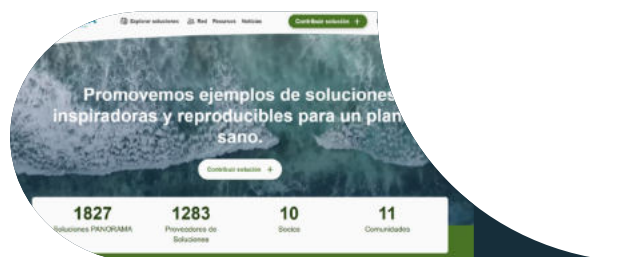 Explorar soluciones Red Recursos Noticias Contribuir solución +
Promovemos ejemplos de soluciones
inspiradoras y reproducibles para un plan
sano.
Contribuir solución +
1827 1283 10 11
Soluciones PANORAMA Proveedores de Socios Comunidades
Soluciones